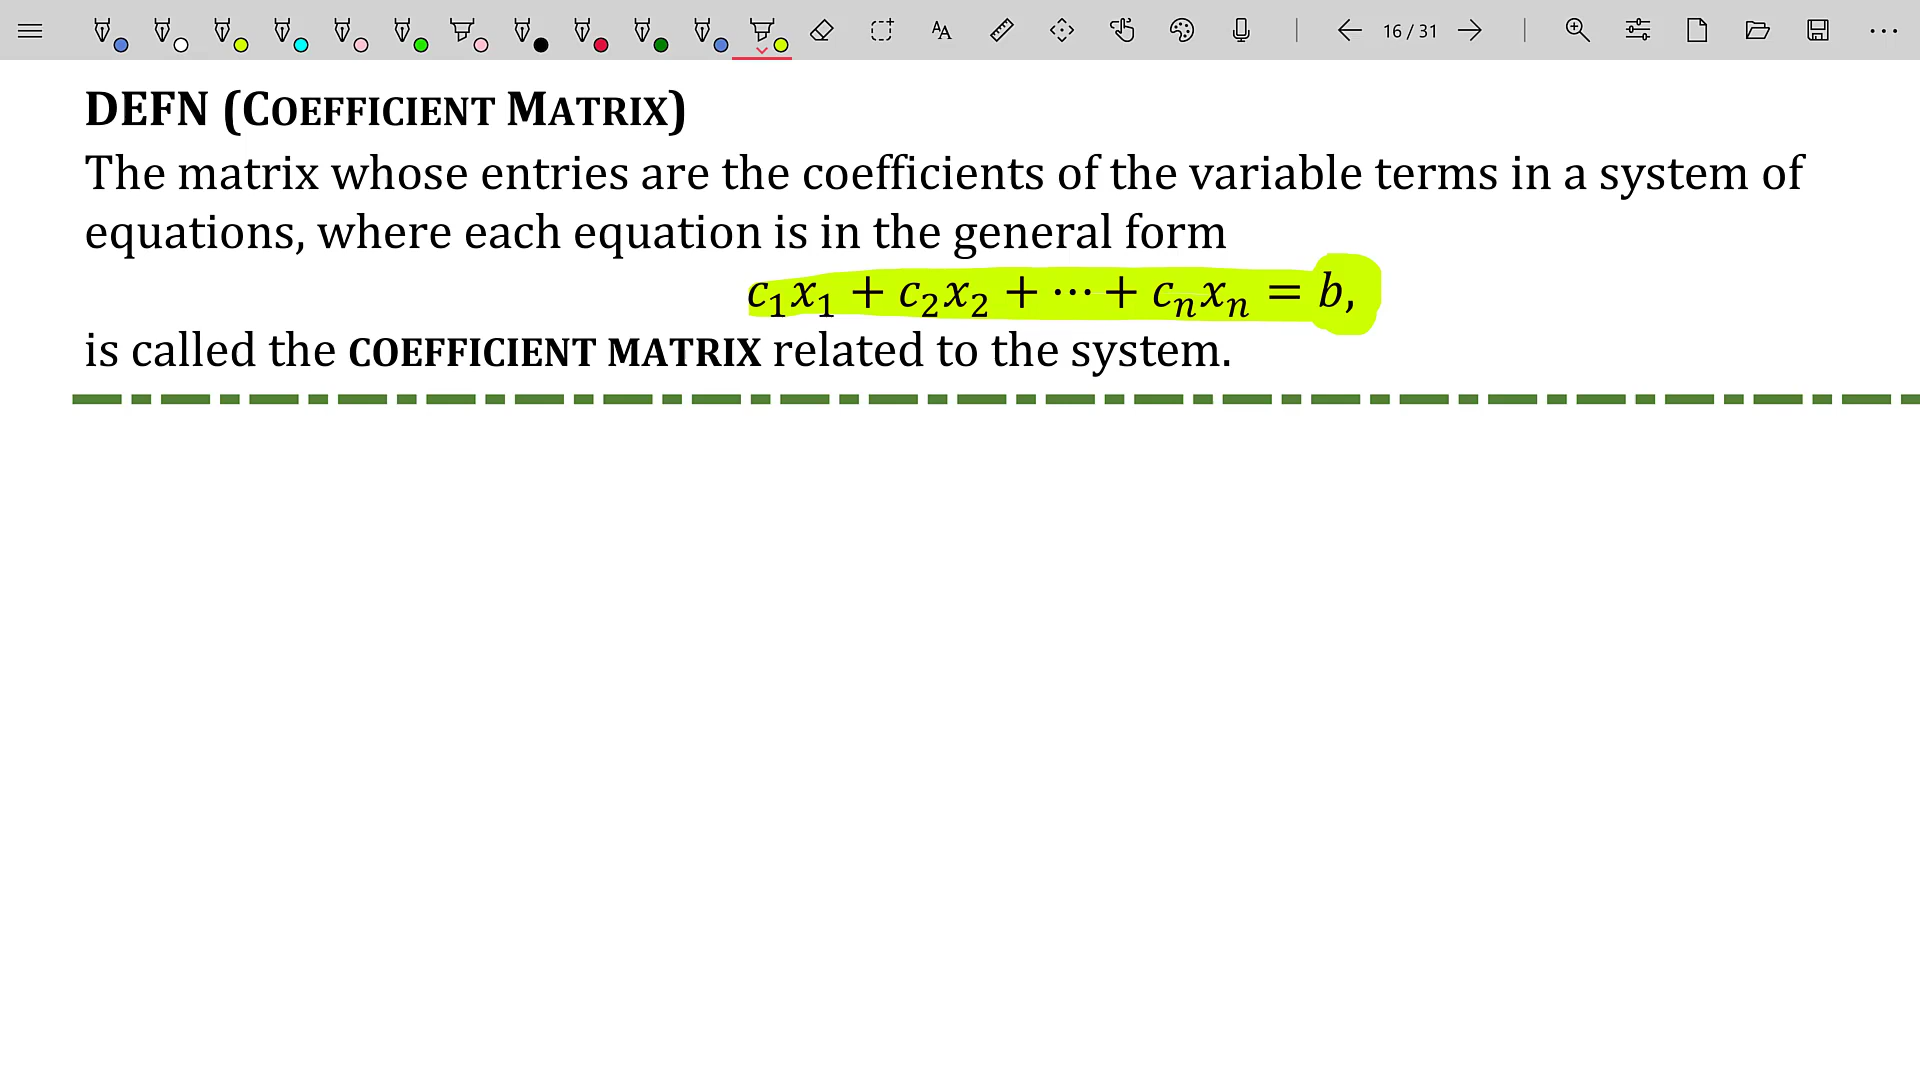 16 / 31
DEFN (COEFFICIENT MATRIX)
The matrix whose entries are the coefficients of the variable terms in a system of
equations, where each equation is in the general form
c₁x₁ + c₂x₂ + ⋯ + cₙxₙ = b,
is called the COEFFICIENT MATRIX related to the system.